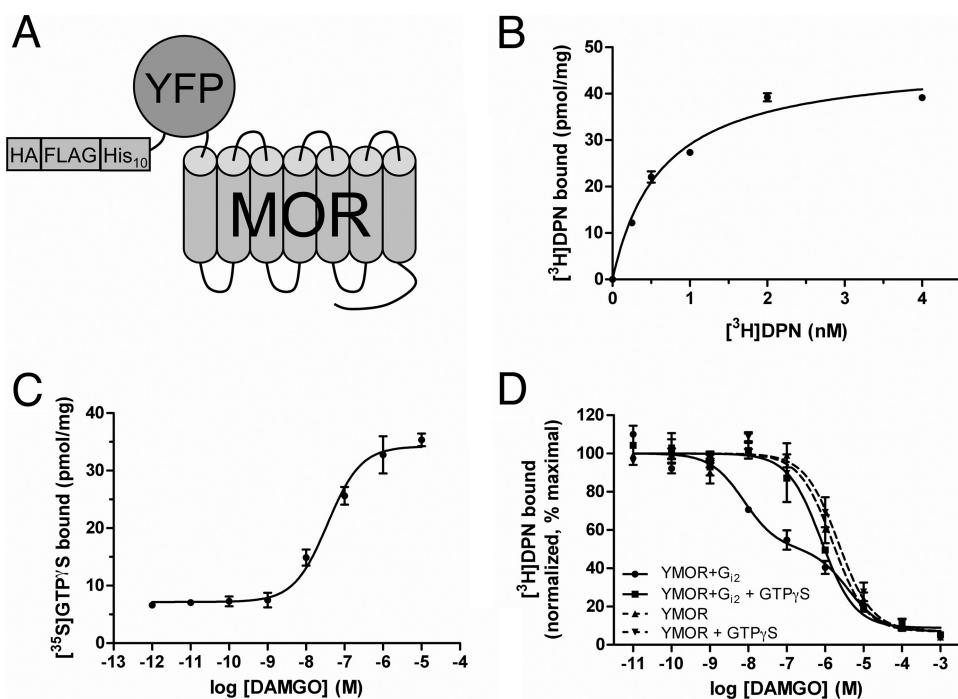 A
YFP
HA FLAG His10
MOR
B
[3H]DPN bound (pmol/mg)
50
40
30
20
10
0
0 1 2 3 4
[3H]DPN (nM)
C
[35S]GTPγS bound (pmol/mg)
40
30
20
10
0
-13 -12 -11 -10 -9 -8 -7 -6 -5 -4
log [DAMGO] (M)
D
[3H]DPN bound
(normalized, % maximal)
120
100
80
60
40
20
0
YMOR+Gi2
YMOR+Gi2 + GTPγS
YMOR
YMOR + GTPγS
-11 -10 -9 -8 -7 -6 -5 -4 -3
log [DAMGO] (M)